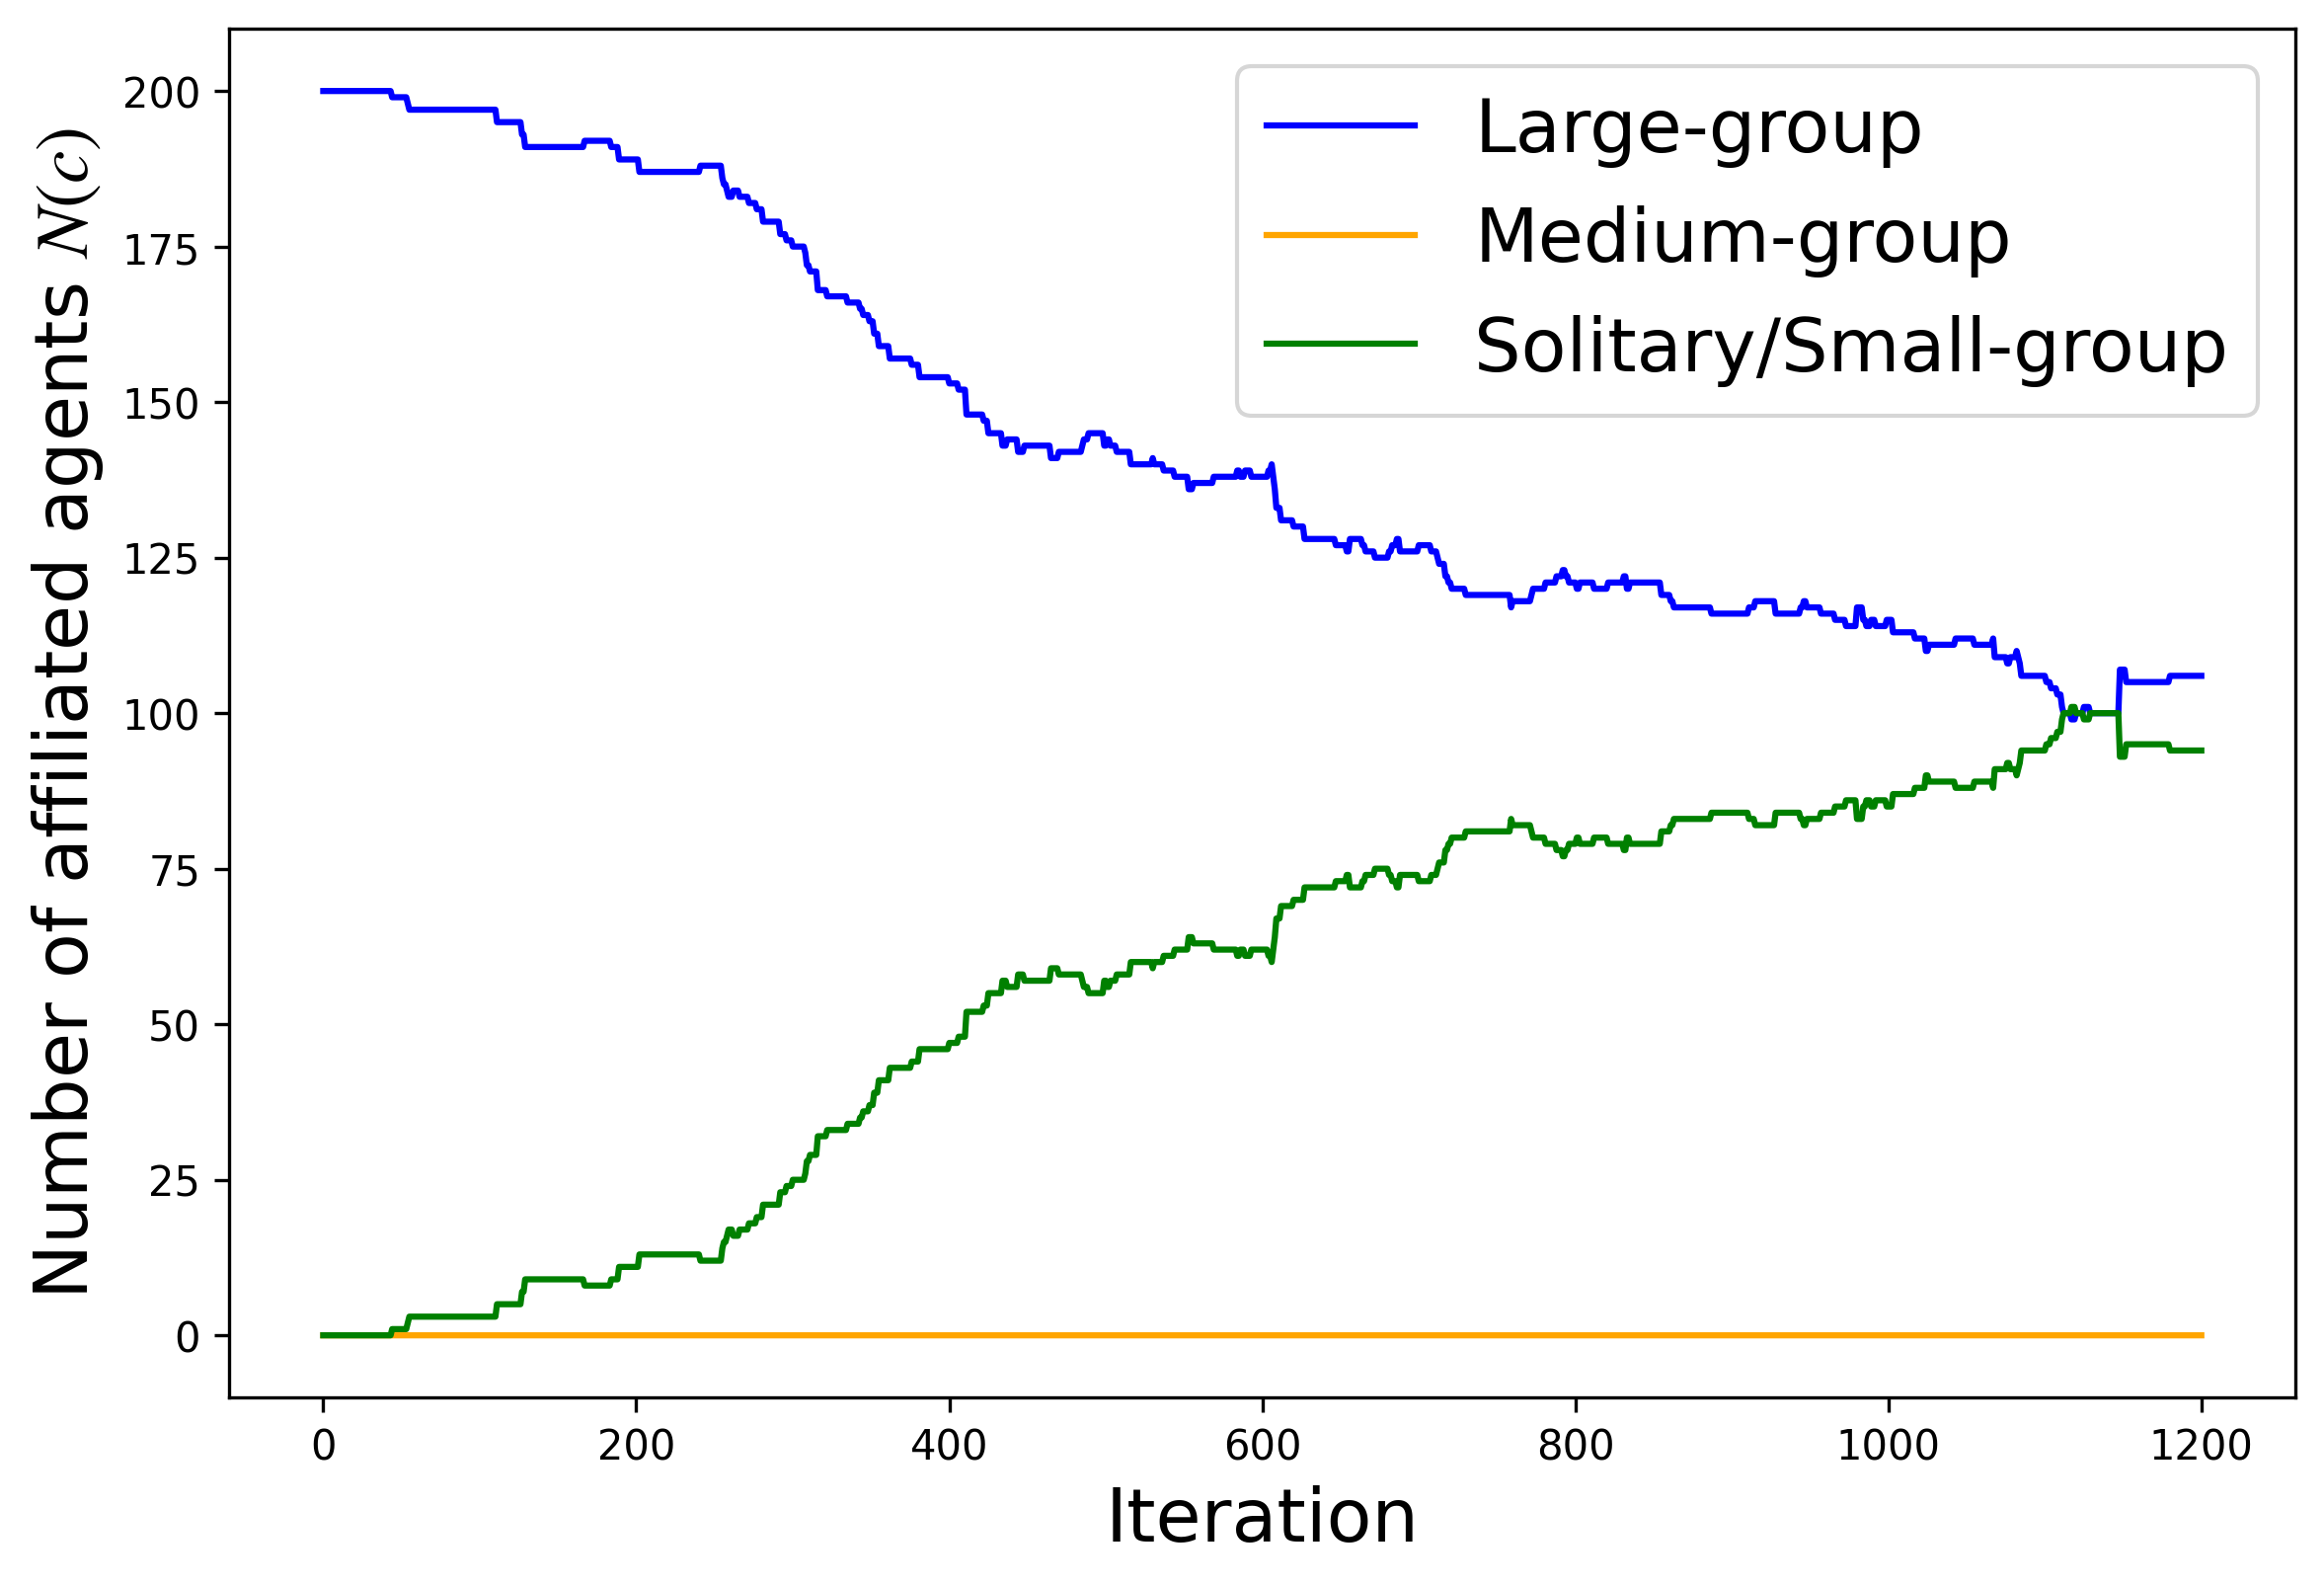 Number of affiliated agents N(c)
200
175
150
125
100
75
50
25
0
Large-group
Medium-group
Solitary/Small-group
0 200 400 600 800 1000 1200
Iteration